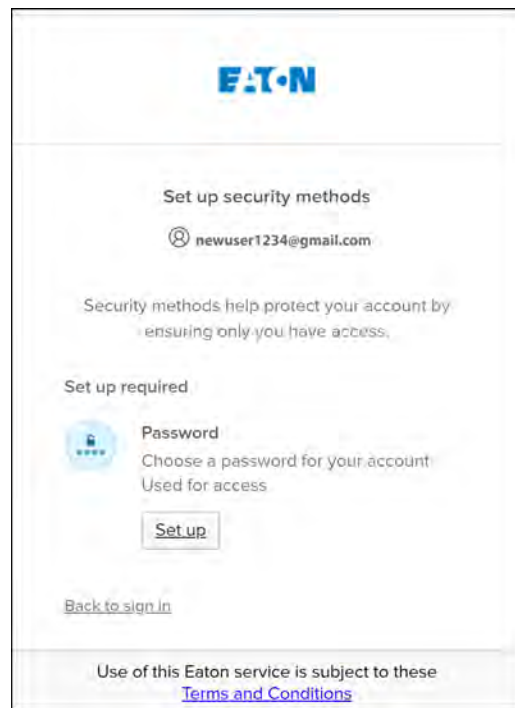 EATON
Set up security methods
newuser1234@gmail.com
Security methods help protect your account by
ensuring only you have access.
Set up required
Password
Choose a password for your account
Used for access
Set up
Back to sign in
Use of this Eaton service is subject to these
Terms and Conditions